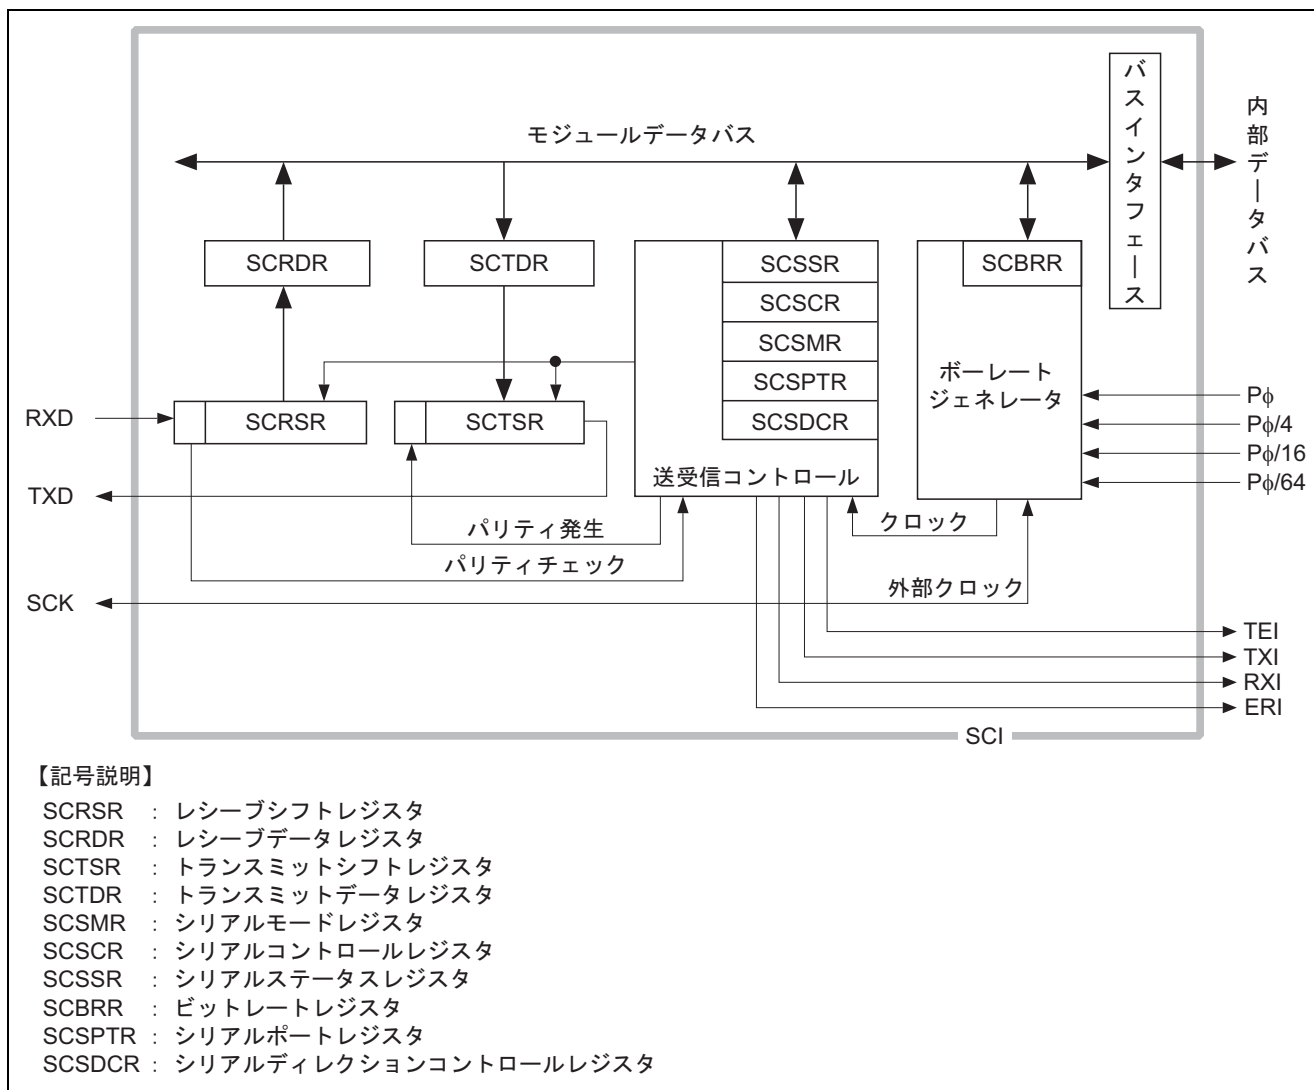 モジュールデータバス
バスインタフェース
内部データバス
SCRDR
SCTDR
SCSSR
SCSCR
SCSMR
SCSPTR
SCSDCR
送受信コントロール
SCBRR
ボーレート
ジェネレータ
RXD
SCRSR
SCTSR
TXD
SCK
Pφ
Pφ/4
Pφ/16
Pφ/64
パリティ発生
パリティチェック
クロック
外部クロック
TEI
TXI
RXI
ERI
SCI
【記号説明】
SCRSR : レシーブシフトレジスタ
SCRDR : レシーブデータレジスタ
SCTSR : トランスミットシフトレジスタ
SCTDR : トランスミットデータレジスタ
SCSMR : シリアルモードレジスタ
SCSCR : シリアルコントロールレジスタ
SCSSR : シリアルステータスレジスタ
SCBRR : ビットレートレジスタ
SCSPTR : シリアルポートレジスタ
SCSDCR : シリアルディレクションコントロールレジスタ